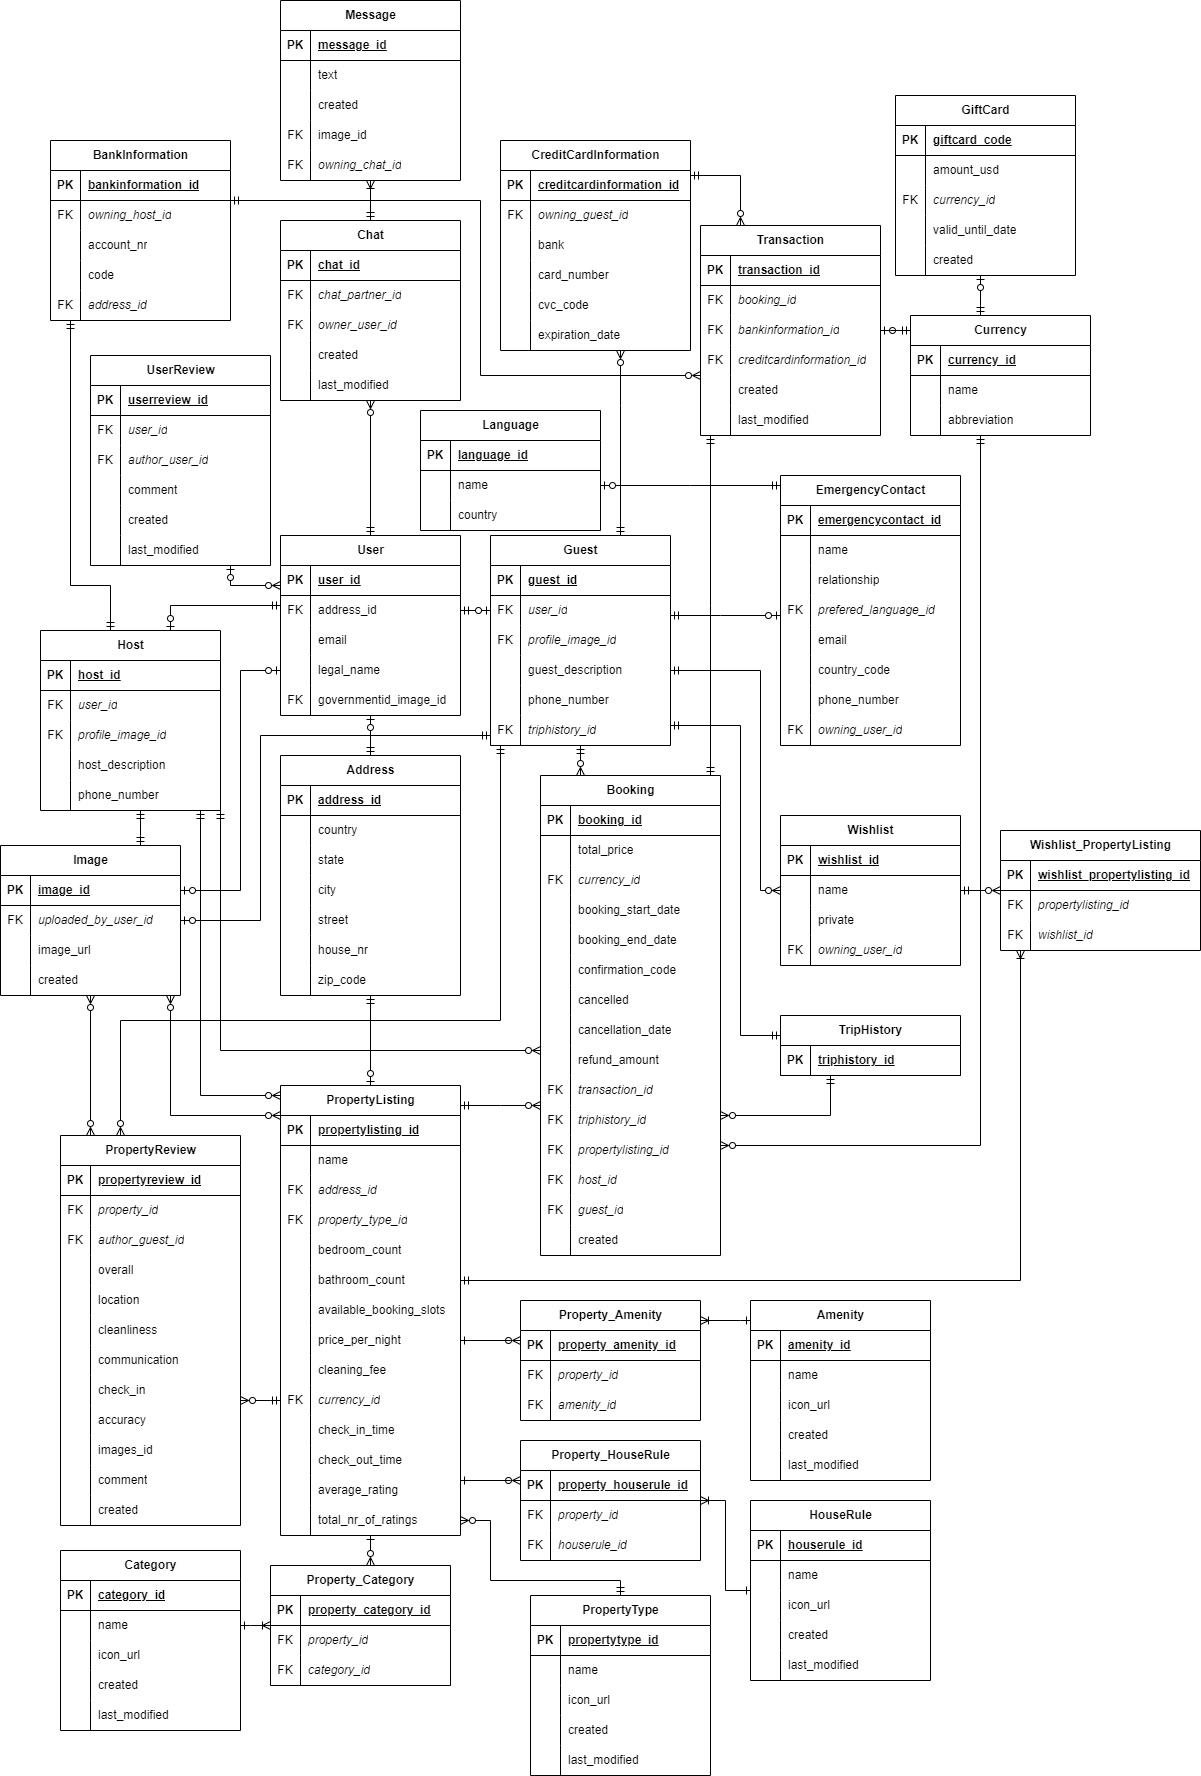 Message
PK message_id
text
created
FK image_id
FK owning_chat_id
GiftCard
PK giftcard_code
amount_usd
FK currency_id
valid_until_date
created
BankInformation
PK bankinformation_id
FK owning_host_id
account_nr
code
FK address_id
CreditCardInformation
PK creditcardinformation_id
FK owning_guest_id
bank
card_number
cvc_code
expiration_date
Chat
PK chat_id
FK chat_partner_id
FK owner_user_id
created
last_modified
Transaction
PK transaction_id
FK booking_id
FK bankinformation_id
FK creditcardinformation_id
created
last_modified
Currency
PK currency_id
name
abbreviation
UserReview
PK userreview_id
FK user_id
FK author_user_id
comment
created
last_modified
Language
PK language_id
name
country
EmergencyContact
PK emergencycontact_id
name
relationship
FK prefered_language_id
email
country_code
phone_number
FK owning_user_id
User
PK user_id
FK address_id
email
legal_name
FK governmentid_image_id
Guest
PK guest_id
FK user_id
FK profile_image_id
guest_description
phone_number
FK triphistory_id
Host
PK host_id
FK user_id
FK profile_image_id
host_description
phone_number
Address
PK address_id
country
state
city
street
house_nr
zip_code
Booking
PK booking_id
total_price
FK currency_id
booking_start_date
booking_end_date
confirmation_code
cancelled
cancellation_date
refund_amount
FK transaction_id
FK triphistory_id
FK propertylisting_id
FK host_id
FK guest_id
created
Wishlist
PK wishlist_id
name
private
FK owning_user_id
Wishlist_PropertyListing
PK wishlist_propertylisting_id
FK propertylisting_id
FK wishlist_id
Image
PK image_id
FK uploaded_by_user_id
image_url
created
TripHistory
PK triphistory_id
PropertyListing
PK propertylisting_id
name
FK address_id
FK property_type_id
bedroom_count
bathroom_count
available_booking_slots
price_per_night
cleaning_fee
FK currency_id
check_in_time
check_out_time
average_rating
total_nr_of_ratings
PropertyReview
PK propertyreview_id
FK property_id
FK author_guest_id
overall
location
cleanliness
communication
check_in
accuracy
images_id
comment
created
Property_Amenity
PK property_amenity_id
FK property_id
FK amenity_id
Amenity
PK amenity_id
name
icon_url
created
last_modified
Property_HouseRule
PK property_houserule_id
FK property_id
FK houserule_id
HouseRule
PK houserule_id
name
icon_url
created
last_modified
Category
PK category_id
name
icon_url
created
last_modified
Property_Category
PK property_category_id
FK property_id
FK category_id
PropertyType
PK propertytype_id
name
icon_url
created
last_modified